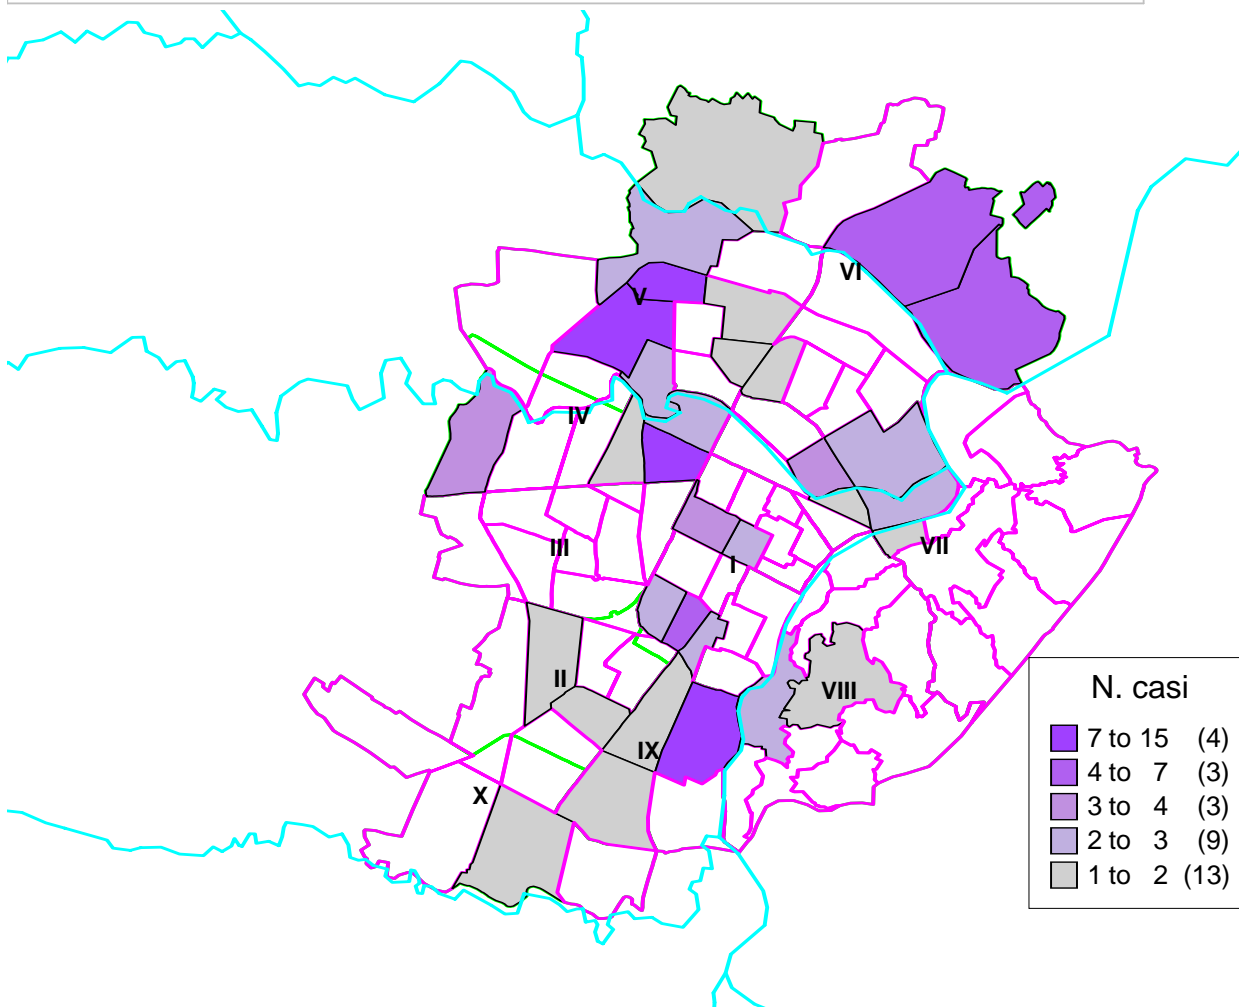 VI
V
IV
III
VII
I
II
VIII
IX
X
N. casi
7 to 15 (4)
4 to 7 (3)
3 to 4 (3)
2 to 3 (9)
1 to 2 (13)